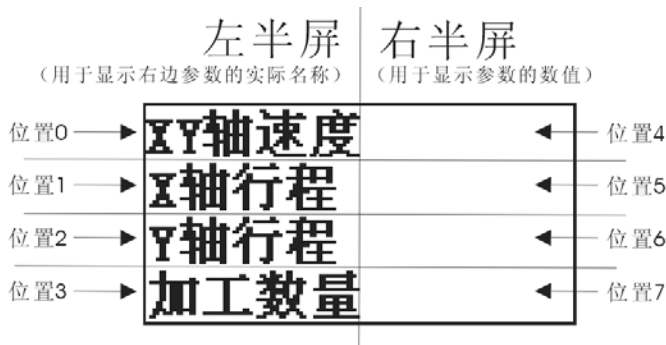 左半屏 右半屏
（用于显示右边参数的实际名称） （用于显示参数的数值）
位置0 XY轴速度 位置4
位置1 X轴行程 位置5
位置2 Y轴行程 位置6
位置3 加工数量 位置7